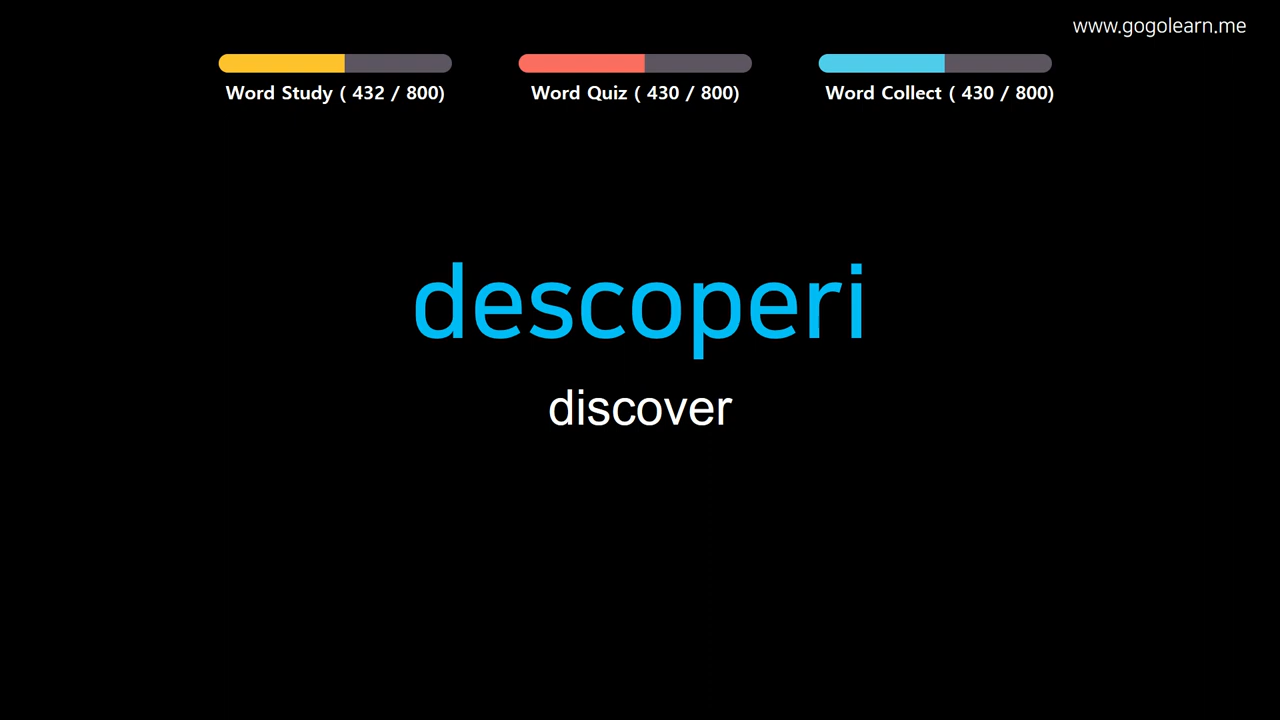 www.gogolearn.me
Word Study ( 432 / 800) Word Quiz ( 430 / 800) Word Collect ( 430 / 800)
descoperi
discover